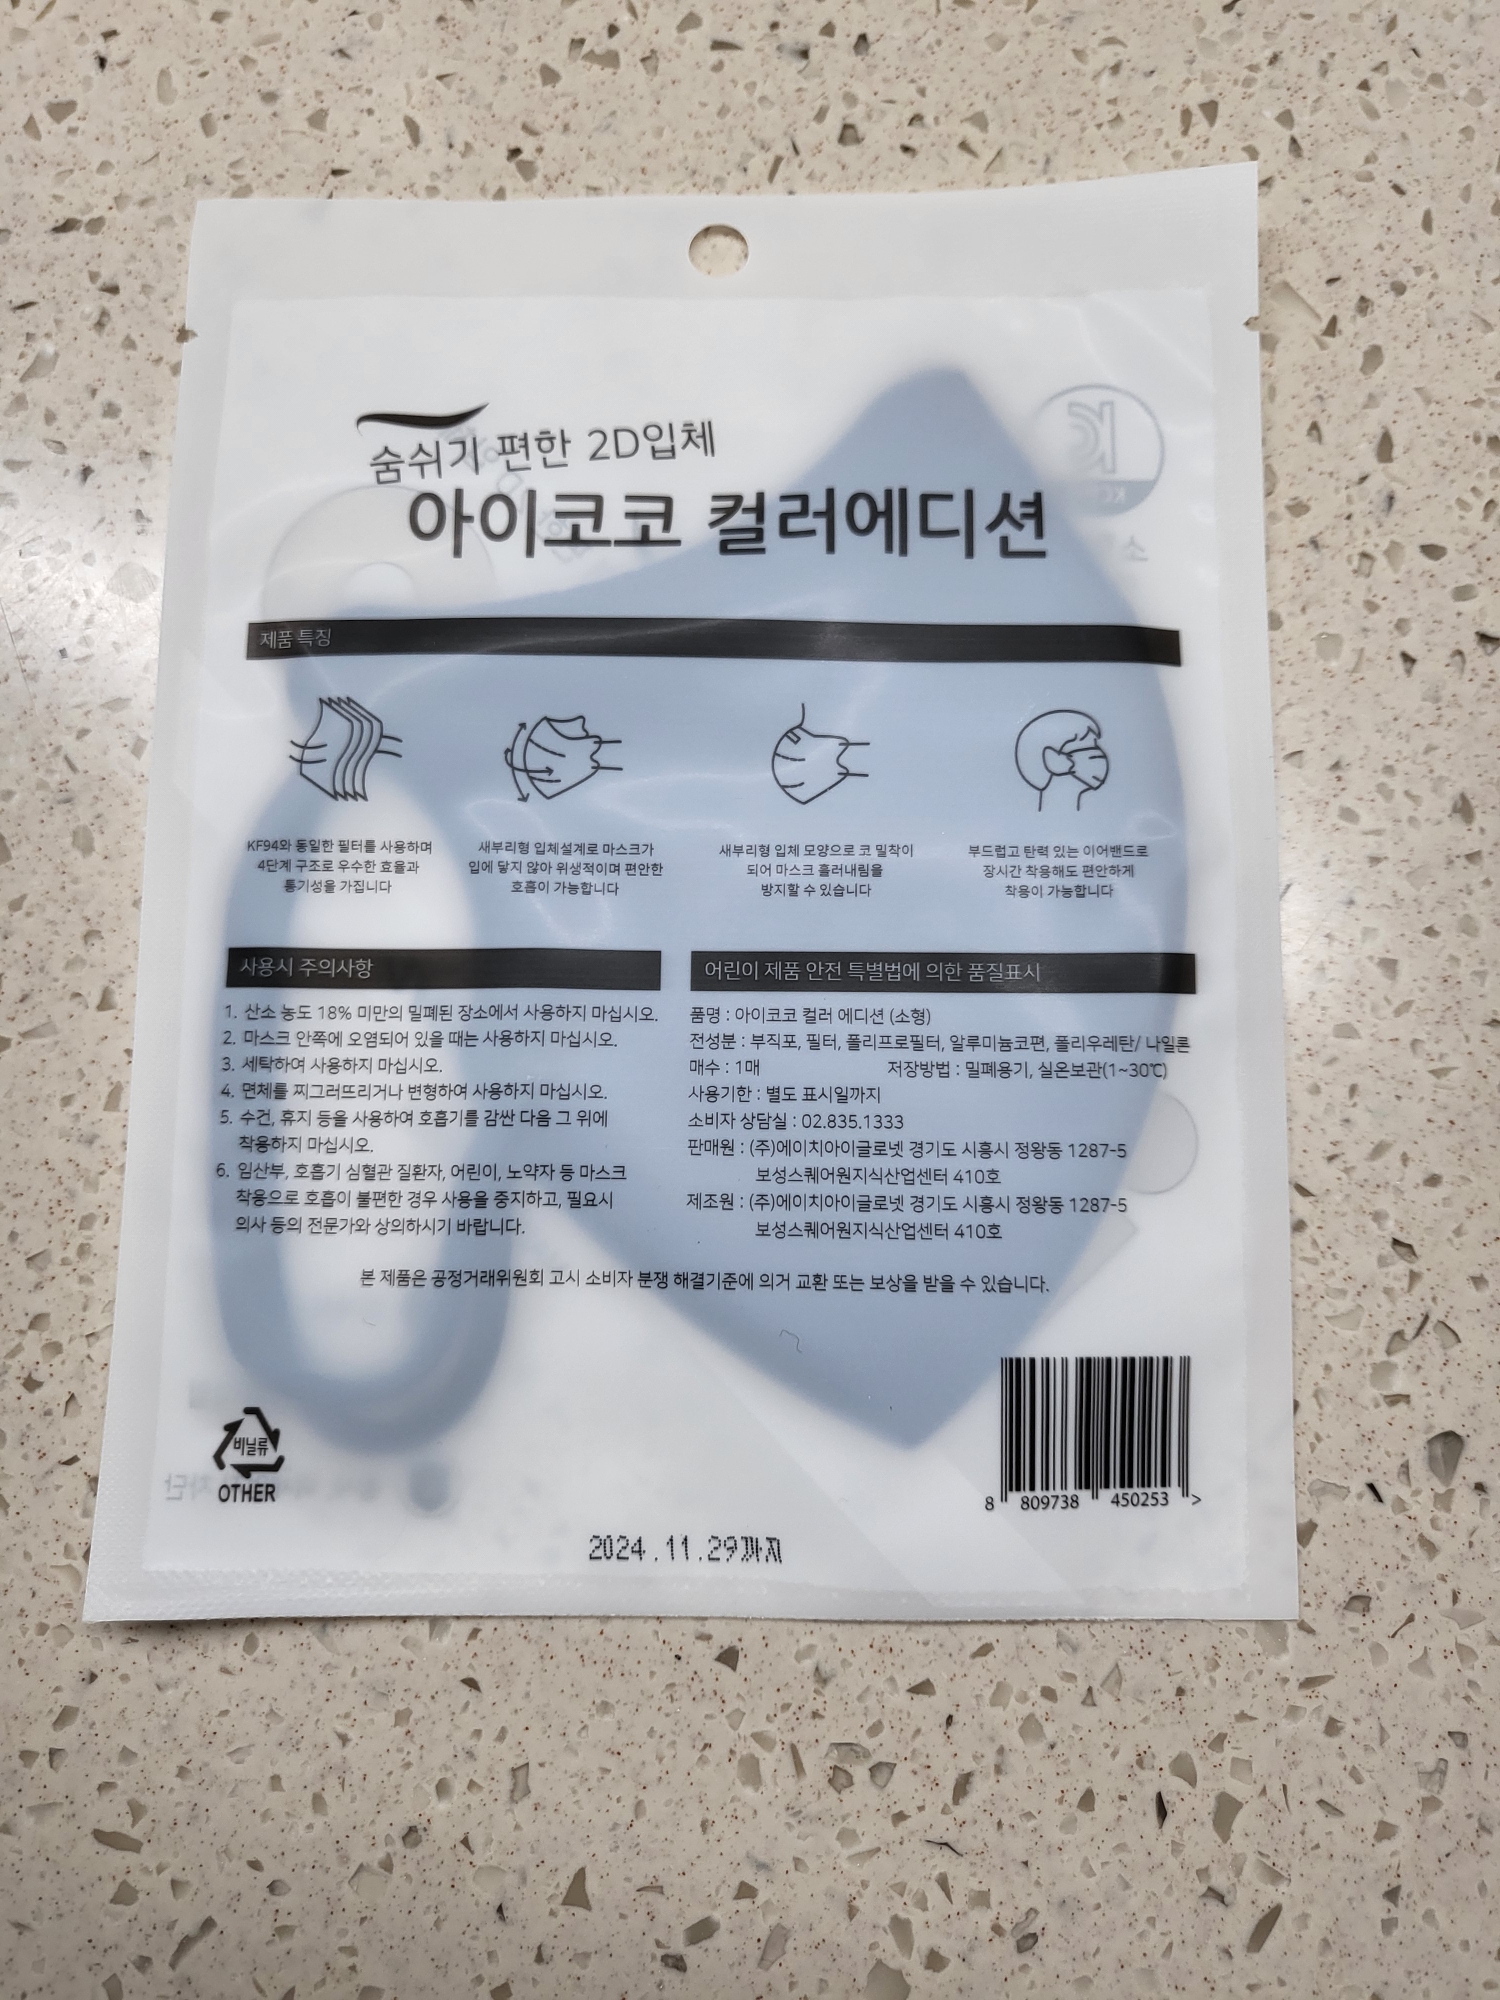 숨쉬기 편한 2D입체
아이코코 컬러에디션
제품 특징
KF94와 동일한 필터를 사용하며
4단계 구조로 우수한 효율과
통기성을 가집니다
새부리형 입체설계로 마스크가
입에 닿지 않아 위생적이며 편안한
호흡이 가능합니다
새부리형 입체 모양으로 코 밀착이
되어 마스크 흘러내림을
방지할 수 있습니다
부드럽고 탄력 있는 이어밴드로
장시간 착용해도 편안하게
착용이 가능합니다
사용시 주의사항
1. 산소 농도 18% 미만의 밀폐된 장소에서 사용하지 마십시오.
2. 마스크 안쪽에 오염되어 있을 때는 사용하지 마십시오.
3. 세탁하여 사용하지 마십시오.
4. 면체를 찌그러뜨리거나 변형하여 사용하지 마십시오.
5. 수건, 휴지 등을 사용하여 호흡기를 감싼 다음 그 위에
착용하지 마십시오.
6. 임산부, 호흡기 심혈관 질환자, 어린이, 노약자 등 마스크
착용으로 호흡이 불편한 경우 사용을 중지하고, 필요시
의사 등의 전문가와 상의하시기 바랍니다.
어린이 제품 안전 특별법에 의한 품질표시
품명 : 아이코코 컬러 에디션 (소형)
전성분 : 부직포, 필터, 폴리프로필터, 알루미늄코편, 폴리우레탄/ 나일론
매수 : 1매 저장방법 : 밀폐용기, 실온보관(1~30℃)
사용기한 : 별도 표시일까지
소비자 상담실 : 02.835.1333
판매원 : (주)에이치아이글로넷 경기도 시흥시 정왕동 1287-5
보성스퀘어원지식산업센터 410호
제조원 : (주)에이치아이글로넷 경기도 시흥시 정왕동 1287-5
보성스퀘어원지식산업센터 410호
본 제품은 공정거래위원회 고시 소비자 분쟁 해결기준에 의거 교환 또는 보상을 받을 수 있습니다.
비닐류
OTHER
8 809738 450253 >
2024.11.29까지